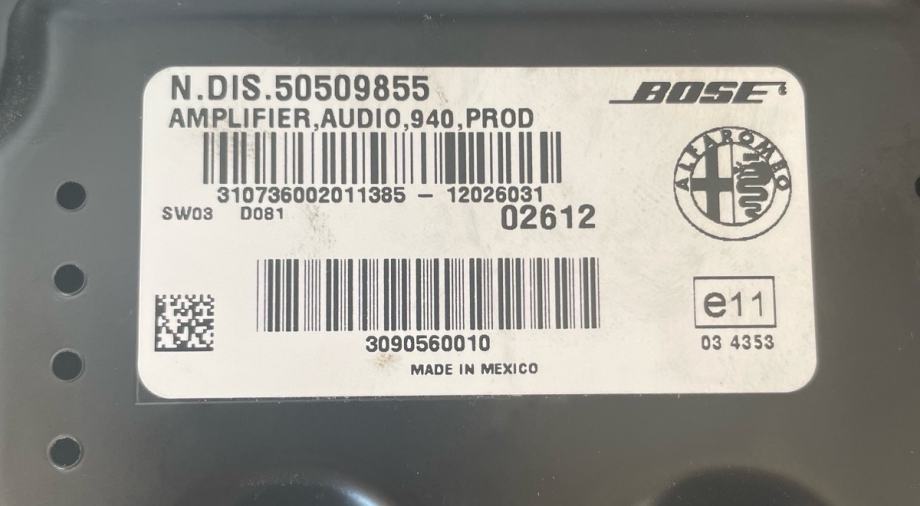 N.DIS.50509855
BOSE
AMPLIFIER,AUDIO,940,PROD
ALFA ROMEO
310736002011385 – 12026031
SW03 D081
02612
e11
3090560010
03 4353
MADE IN MEXICO